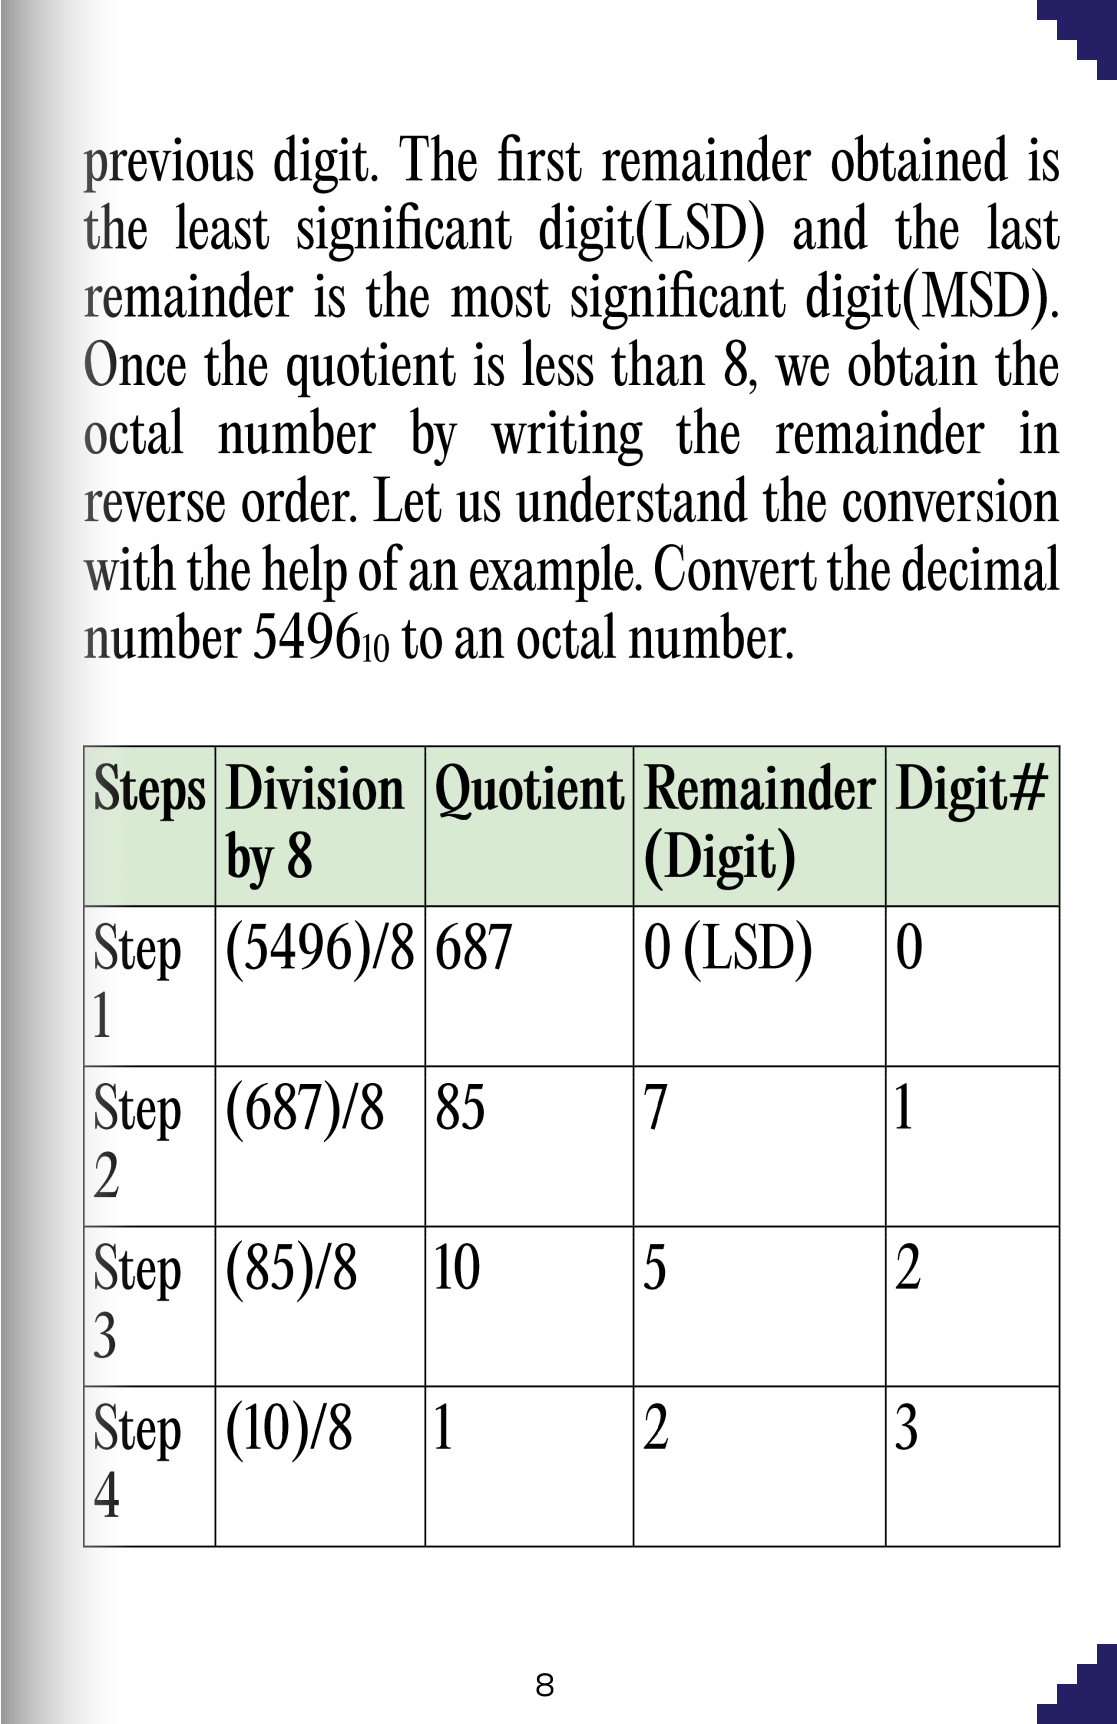 previous digit. The first remainder obtained is
the least significant digit(LSD) and the last
remainder is the most significant digit(MSD).
Once the quotient is less than 8, we obtain the
octal number by writing the remainder in
reverse order. Let us understand the conversion
with the help of an example. Convert the decimal
number 5496₁₀ to an octal number.
Steps Division by 8 Quotient Remainder (Digit) Digit#
Step 1 (5496)/8 687 0 (LSD) 0
Step 2 (687)/8 85 7 1
Step 3 (85)/8 10 5 2
Step 4 (10)/8 1 2 3
8